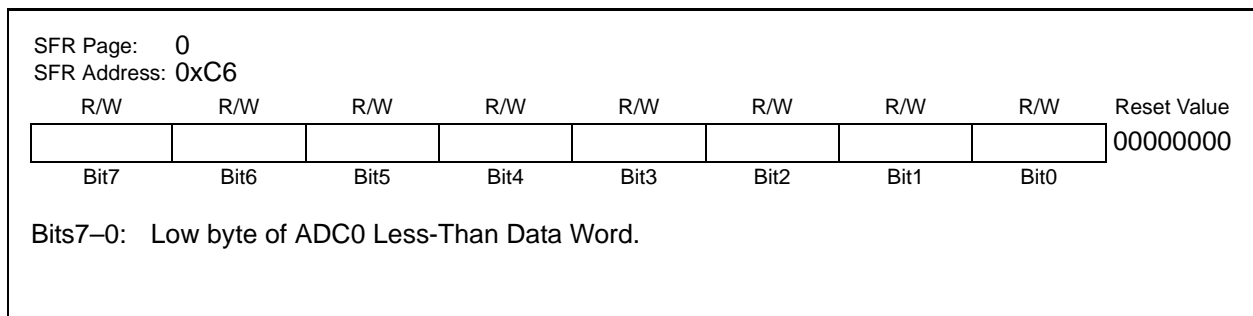 SFR Page: 0
SFR Address: 0xC6
R/W R/W R/W R/W R/W R/W R/W R/W Reset Value
00000000
Bit7 Bit6 Bit5 Bit4 Bit3 Bit2 Bit1 Bit0
Bits7–0: Low byte of ADC0 Less-Than Data Word.